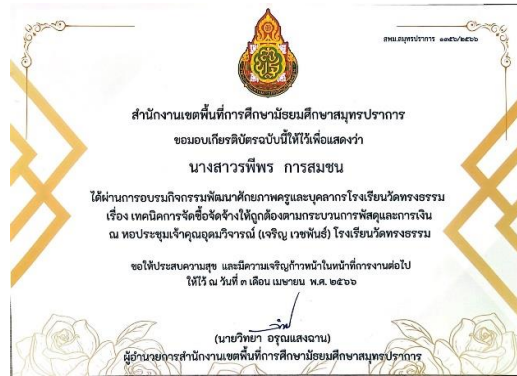 สพม.สมุทรปราการ ๑๓๕๖/๒๕๖๖
สำนักงานเขตพื้นที่การศึกษามัธยมศึกษาสมุทรปราการ
ขอมอบเกียรติบัตรฉบับนี้ให้ไว้เพื่อแสดงว่า
นางสาวรพีพร การสมชน
ได้ผ่านการอบรมกิจกรรมพัฒนาศักยภาพครูและบุคลากรโรงเรียนวัดทรงธรรม
เรื่อง เทคนิคการจัดซื้อจัดจ้างให้ถูกต้องตามกระบวนการพัสดุและการเงิน
ณ หอประชุมเจ้าคุณอุดมวิจารณ์ (เจริญ เวชพันธ์) โรงเรียนวัดทรงธรรม
ขอให้ประสบความสุข และมีความเจริญก้าวหน้าในหน้าที่การงานต่อไป
ให้ไว้ ณ วันที่ ๓ เดือน เมษายน พ.ศ. ๒๕๖๖
(นายวิทยา อรุณแสงฉาน)
ผู้อำนวยการสำนักงานเขตพื้นที่การศึกษามัธยมศึกษาสมุทรปราการ